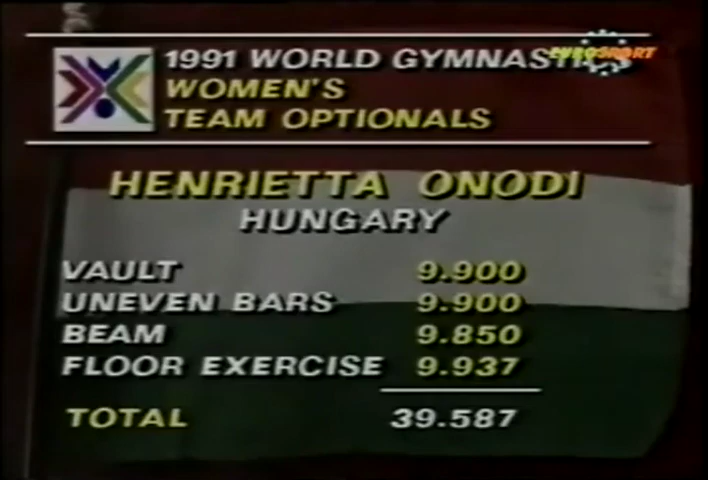 1991 WORLD GYMNASTICS
EUROSPORT
WOMEN'S
TEAM OPTIONALS
HENRIETTA ONODI
HUNGARY
VAULT 9.900
UNEVEN BARS 9.900
BEAM 9.850
FLOOR EXERCISE 9.937
TOTAL 39.587